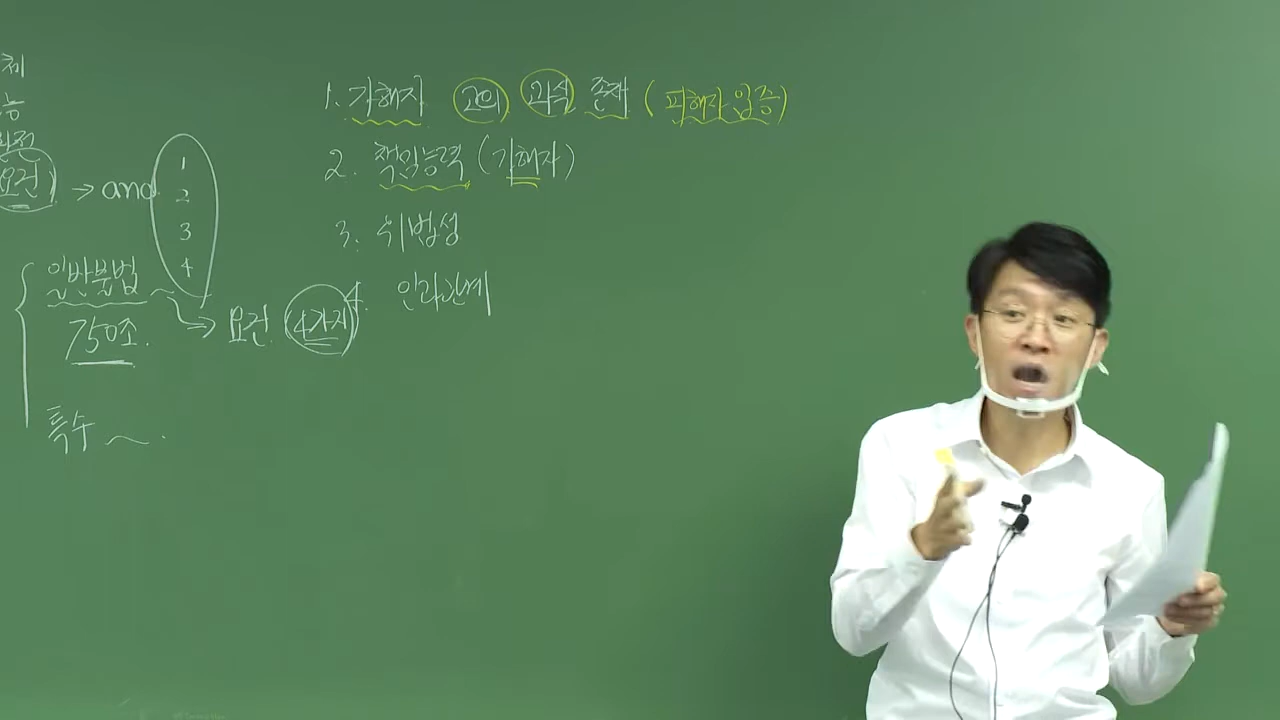 체
능
요건 → and
1
2
3
4
일반불법
750조.
⇒ 요건 4가지
특수 ~.
1. 가해자 고의 과실 존재 (피해자 입증)
2. 책임능력 (가해자)
3. 위법성
4. 인과관계